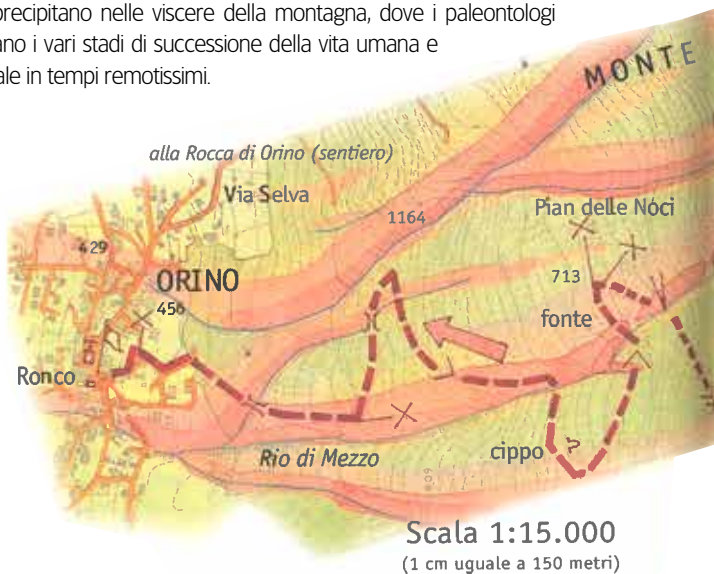 precipitano nelle viscere della montagna, dove i paleontologi
ano i vari stadi di successione della vita umana e
ale in tempi remotissimi.
MONTE
alla Rocca di Orino (sentiero)
Via Selva
1164
Pian delle Nóci
429
ORINO
713
456
fonte
Ronco
Rio di Mezzo
cippo
Scala 1:15.000
(1 cm uguale a 150 metri)